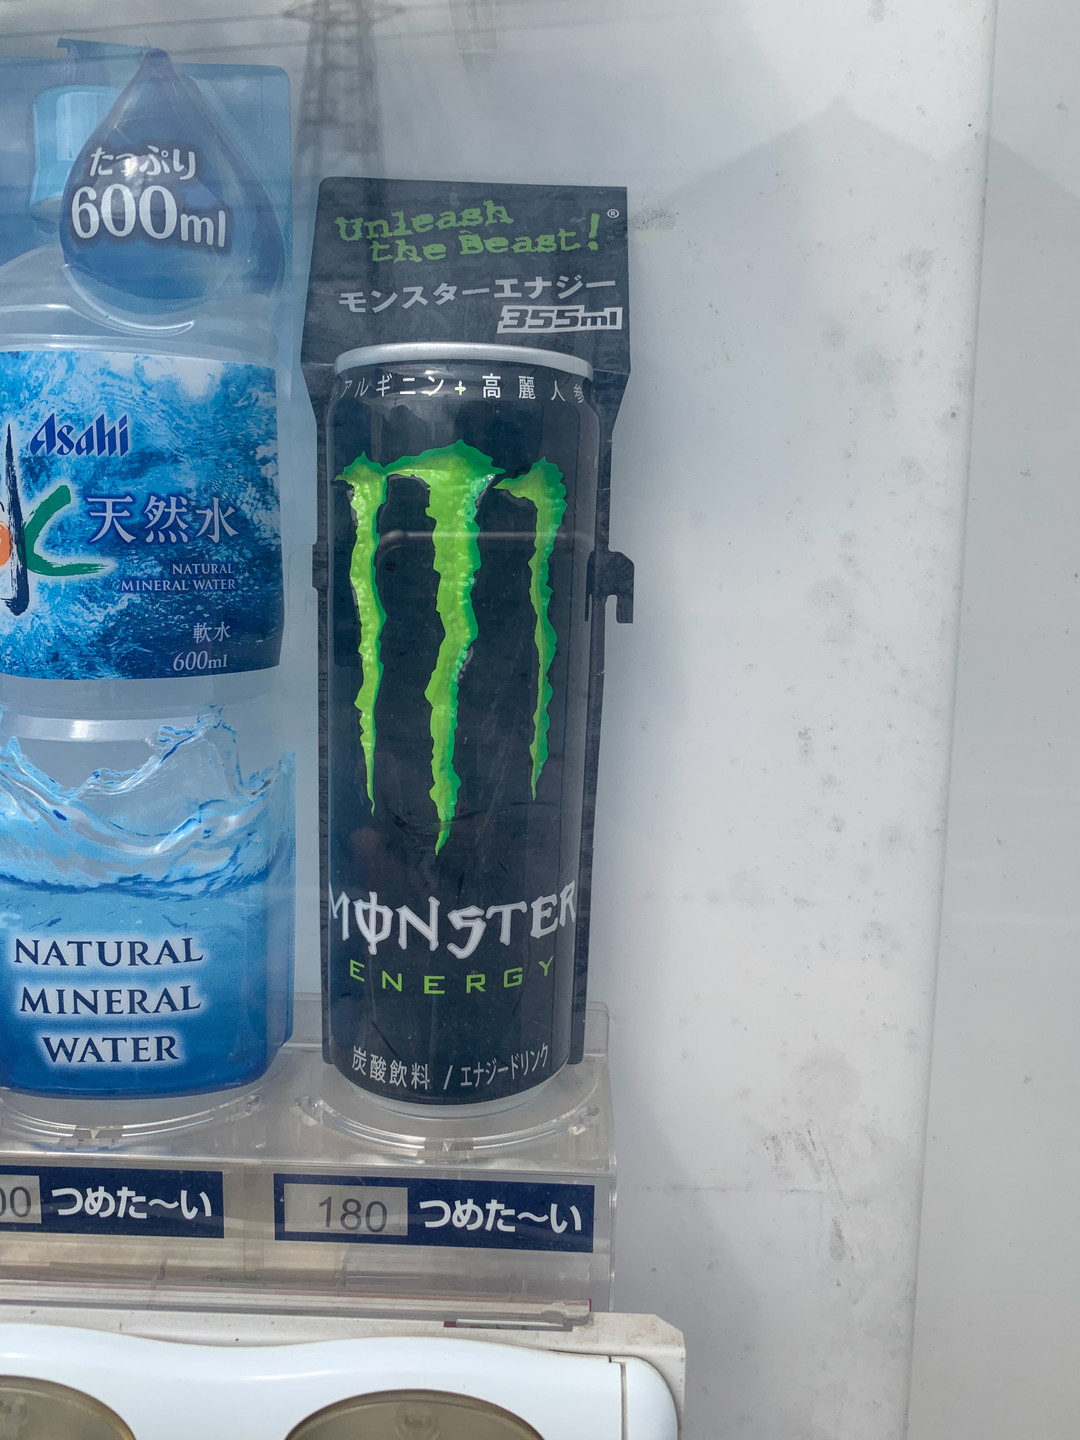 たっぷり
600ml
Asahi
天然水
NATURAL
MINERAL WATER
軟水
600ml
NATURAL
MINERAL
WATER
00 つめた〜い
Unleash
the Beast!®
モンスターエナジー
355ml
アルギニン+高麗人参
MONSTER
ENERGY
炭酸飲料 / エナジードリンク
180 つめた〜い